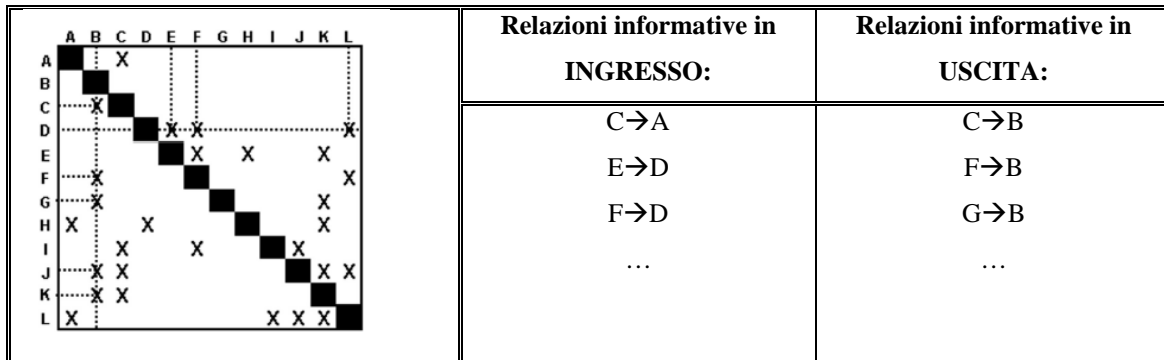 A B C D E F G H I J K L
A X
B
C X
D X X X
E X X X
F X X
G X X
H X X X
I X X X
J X X X X
K X X
L X X X X
Relazioni informative in
INGRESSO:
C→A
E→D
F→D
…
Relazioni informative in
USCITA:
C→B
F→B
G→B
…